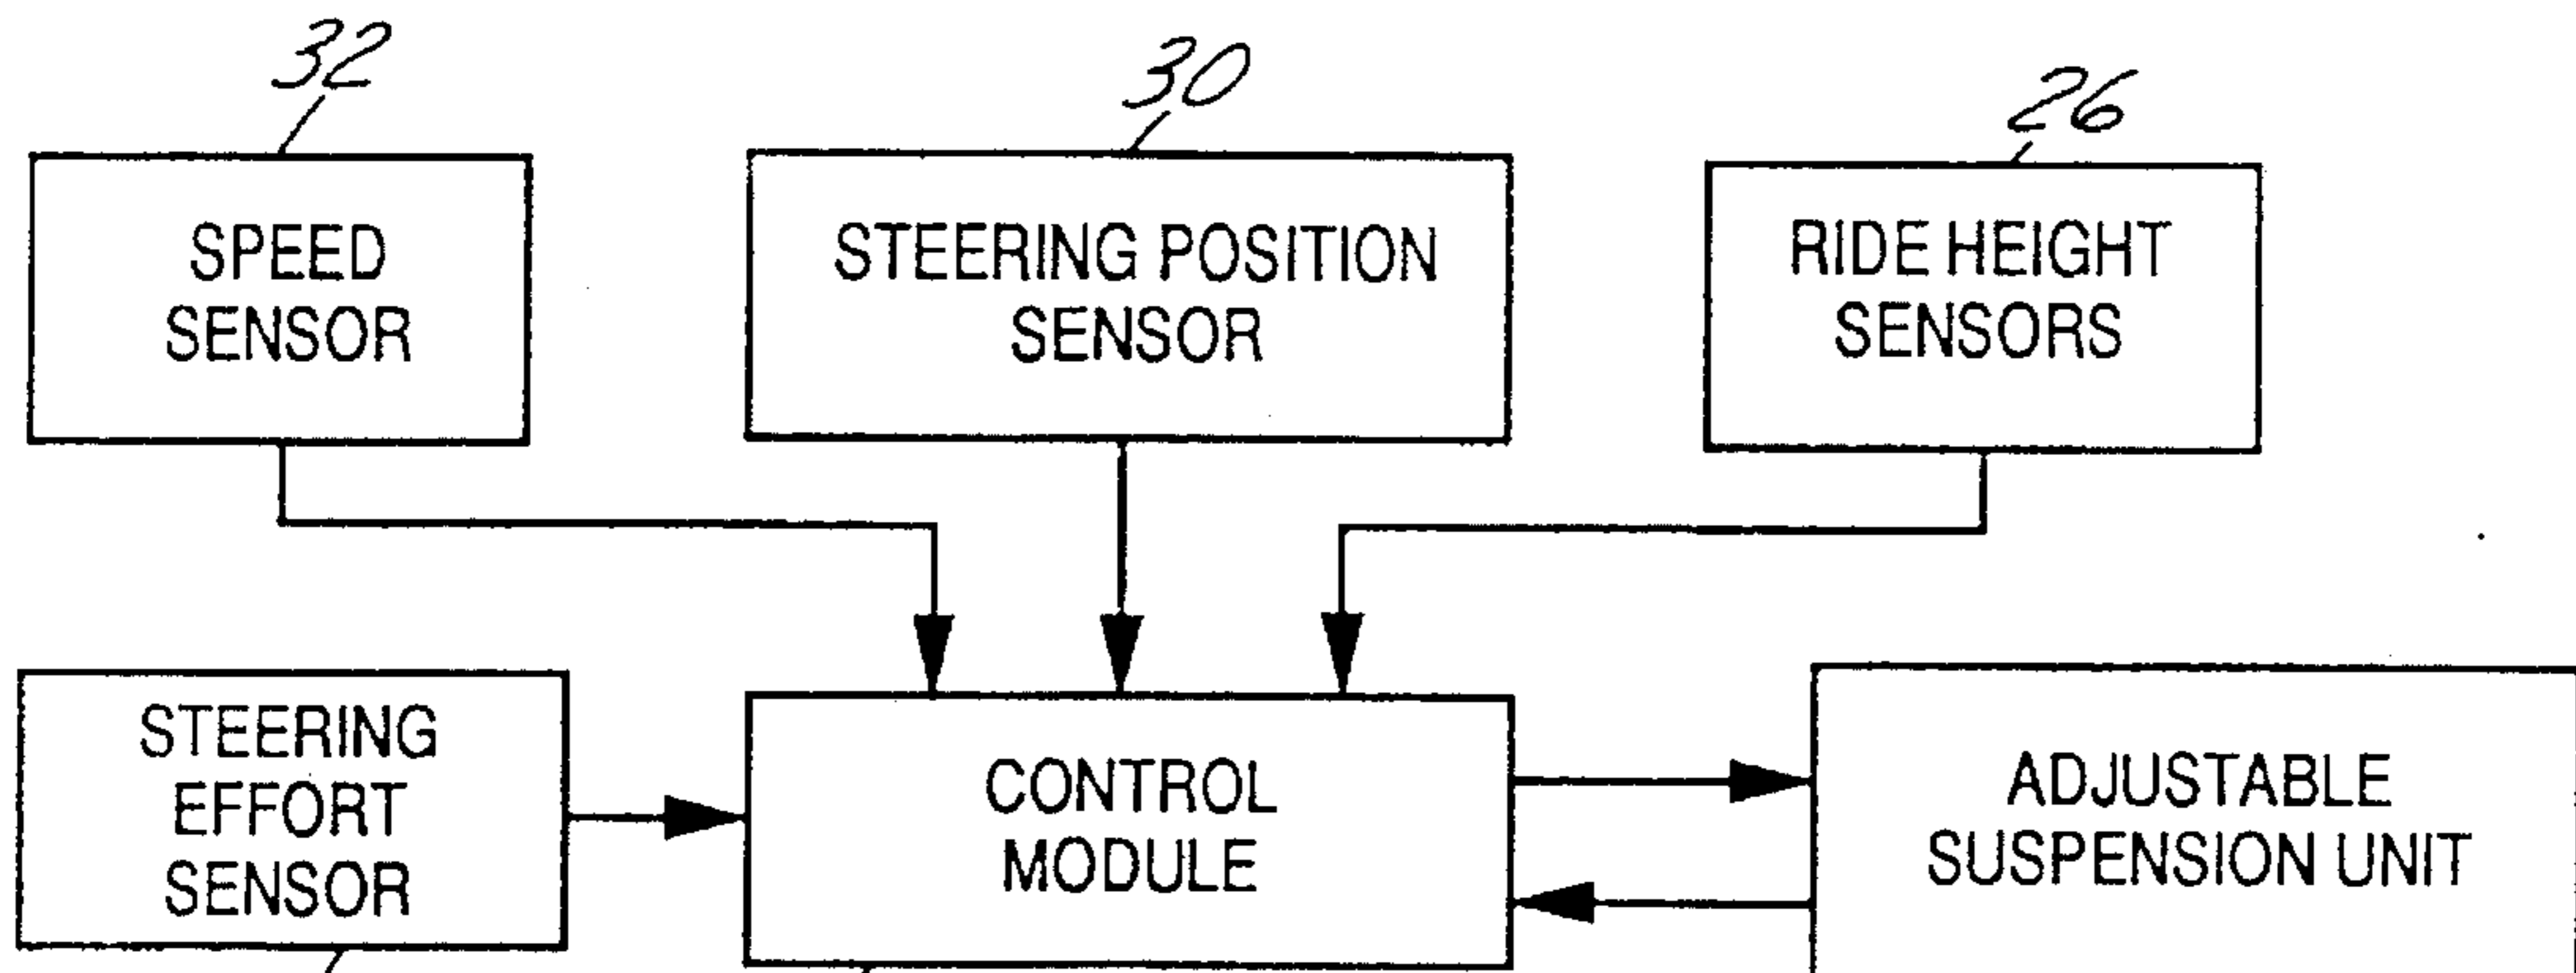 32
30
26
SPEED
SENSOR
STEERING POSITION
SENSOR
RIDE HEIGHT
SENSORS
STEERING
EFFORT
SENSOR
CONTROL
MODULE
ADJUSTABLE
SUSPENSION UNIT